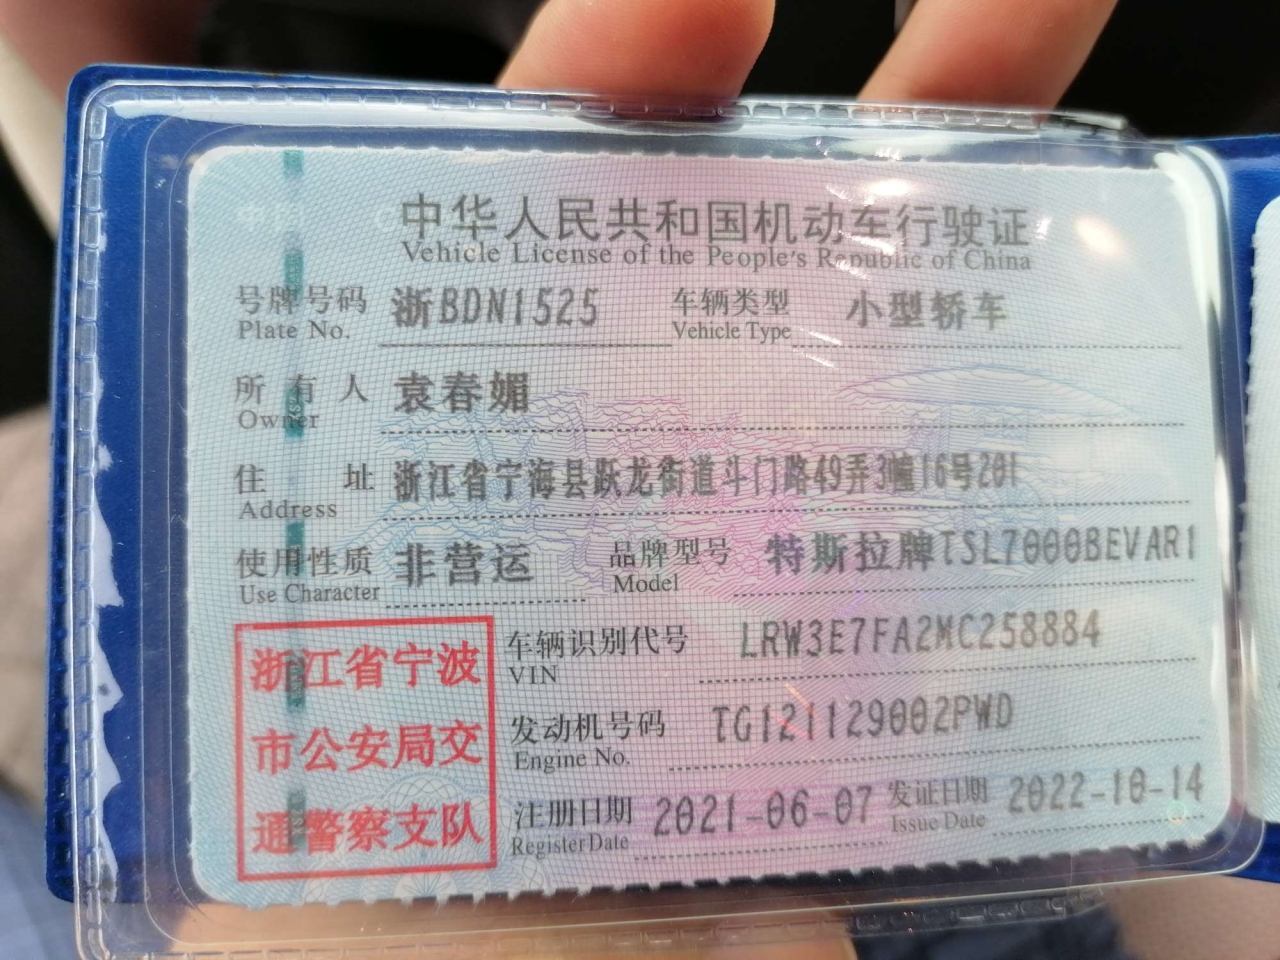 中华人民共和国机动车行驶证
Vehicle License of the People's Republic of China
号牌号码 浙BDN1525 车辆类型 小型轿车
Plate No. Vehicle Type
所有人 袁春媚
Owner
住址 浙江省宁海县跃龙街道斗门路49弄3幢16号201
Address
使用性质 非营运 品牌型号 特斯拉牌TSL7000BEVAR1
Use Character Model
浙江省宁波
市公安局交
通警察支队
车辆识别代号 LRW3E7FA2MC258884
VIN
发动机号码 TG121129002PWD
Engine No.
注册日期 2021-06-07 发证日期 2022-10-14
Register Date Issue Date